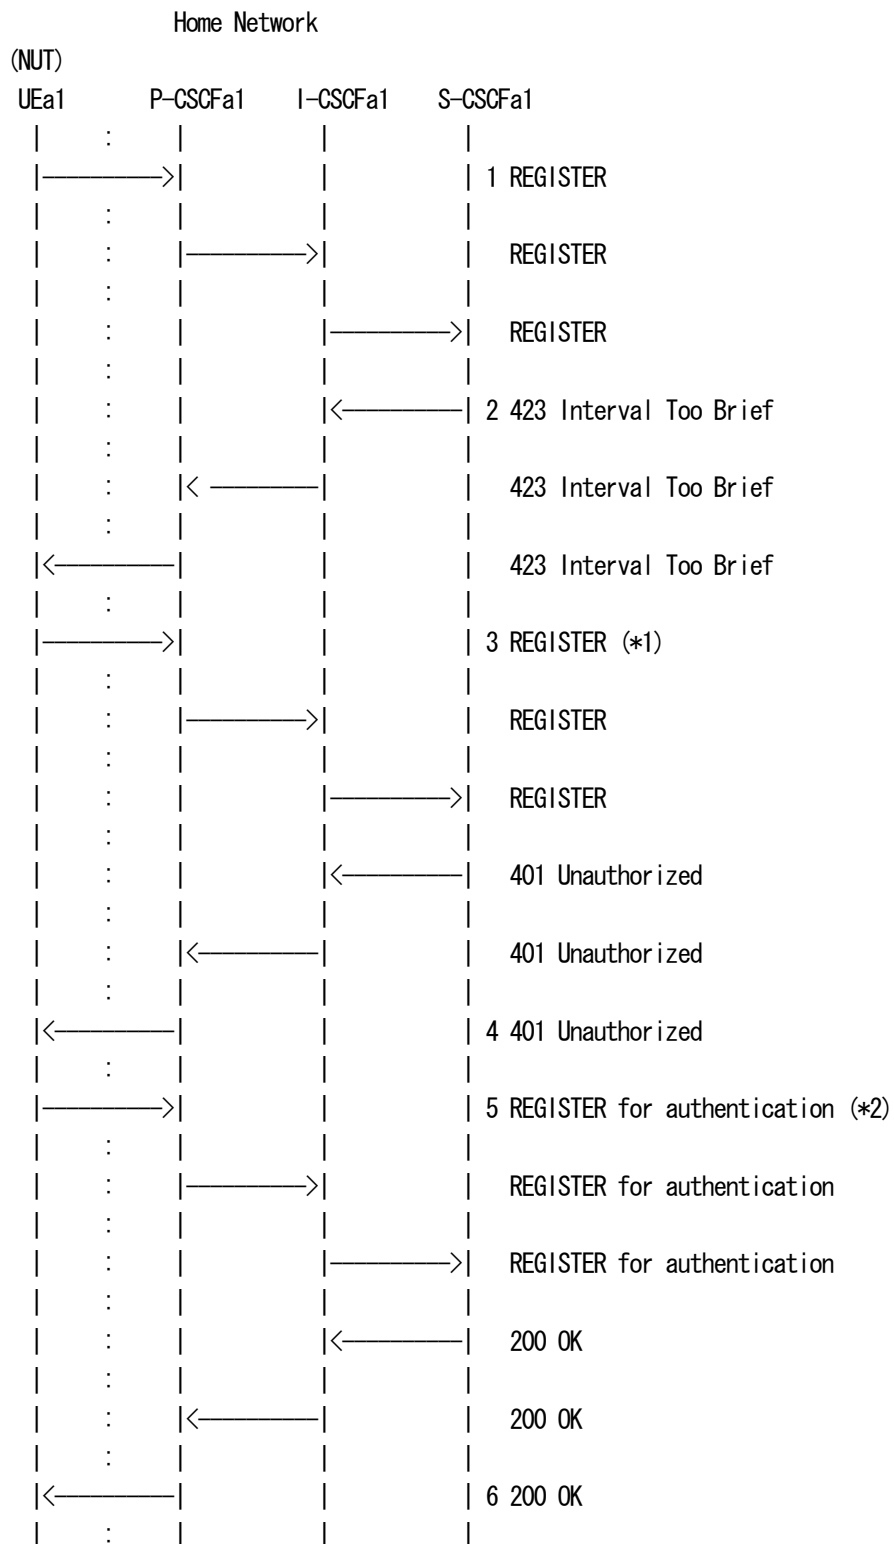 Home Network
(NUT)
UEa1 P-CSCFa1 I-CSCFa1 S-CSCFa1
1 REGISTER
REGISTER
REGISTER
2 423 Interval Too Brief
423 Interval Too Brief
423 Interval Too Brief
3 REGISTER (*1)
REGISTER
REGISTER
401 Unauthorized
401 Unauthorized
4 401 Unauthorized
5 REGISTER for authentication (*2)
REGISTER for authentication
REGISTER for authentication
200 OK
200 OK
6 200 OK